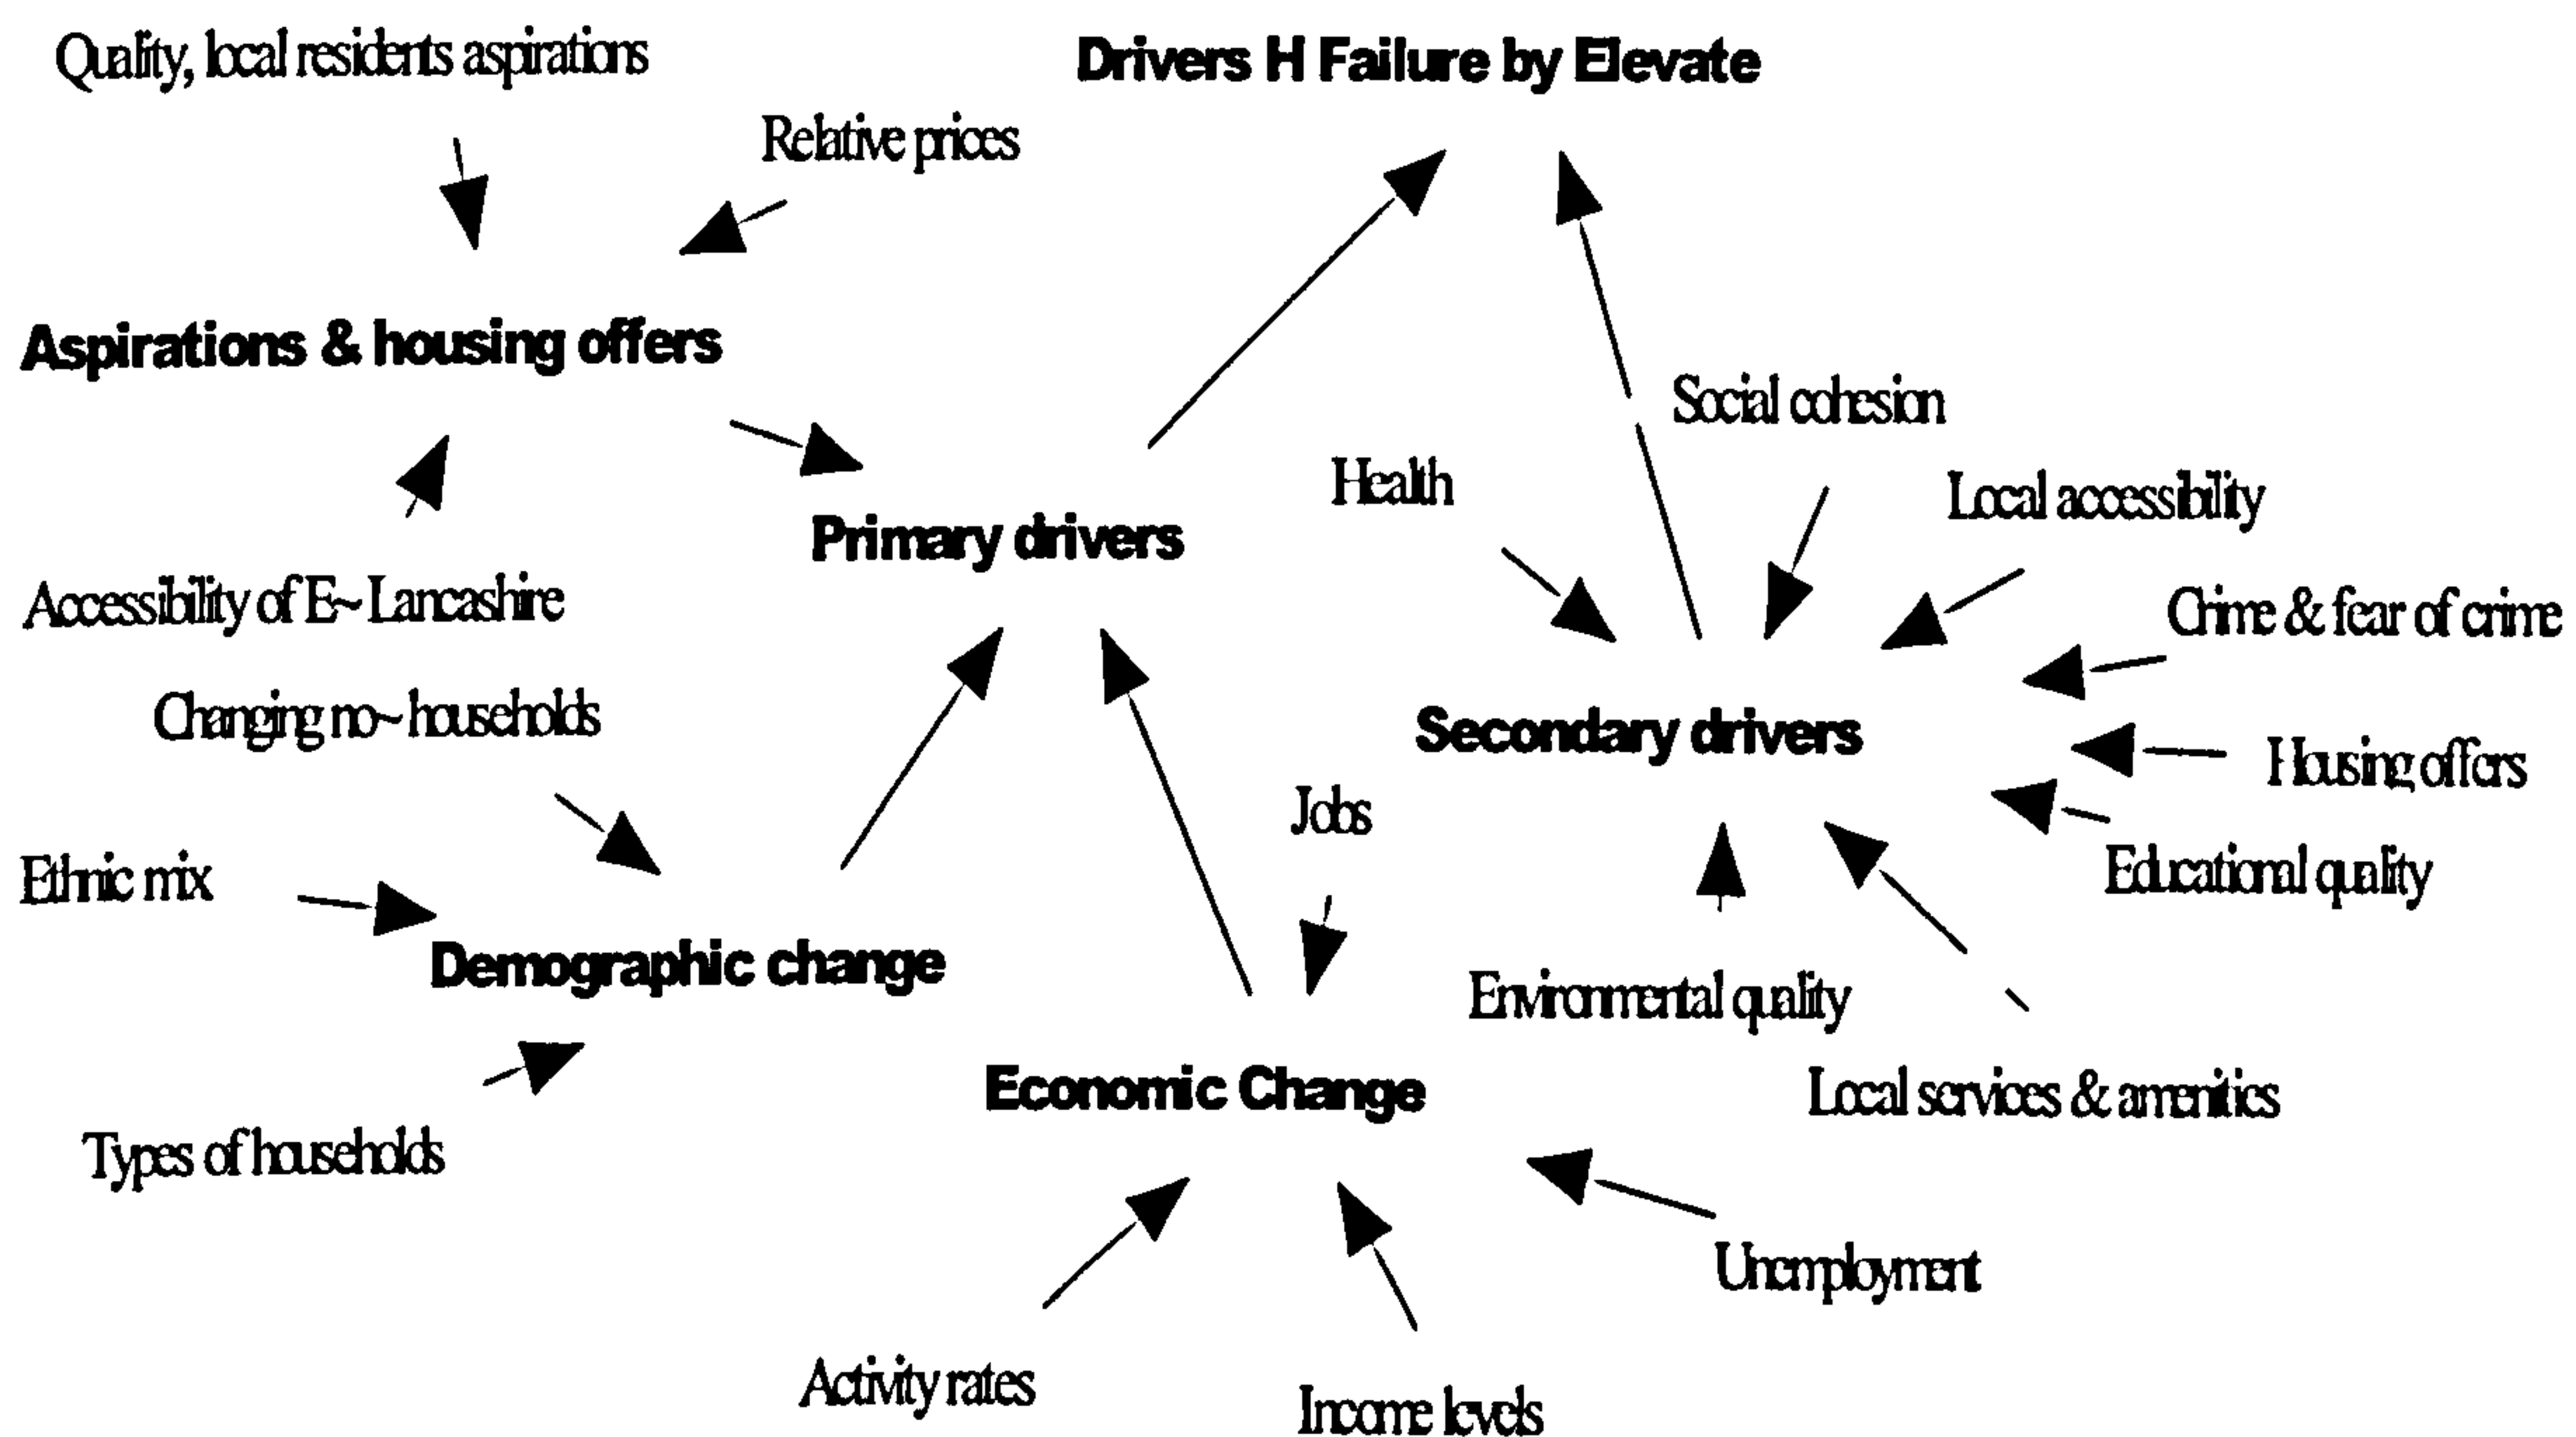 Quality, local residents aspirations
Drivers H Failure by Elevate
Relative prices
Aspirations & housing offers
Social cohesion
Health
Local accessibility
Primary drivers
Accessibility of E~ Lancashire
Crime & fear of crime
Changing no~ households
Secondary drivers
Housing offers
Jobs
Ethnic mix
Educational quality
Demographic change
Environmental quality
Economic Change
Local services & amenities
Types of households
Unemployment
Activity rates
Income levels